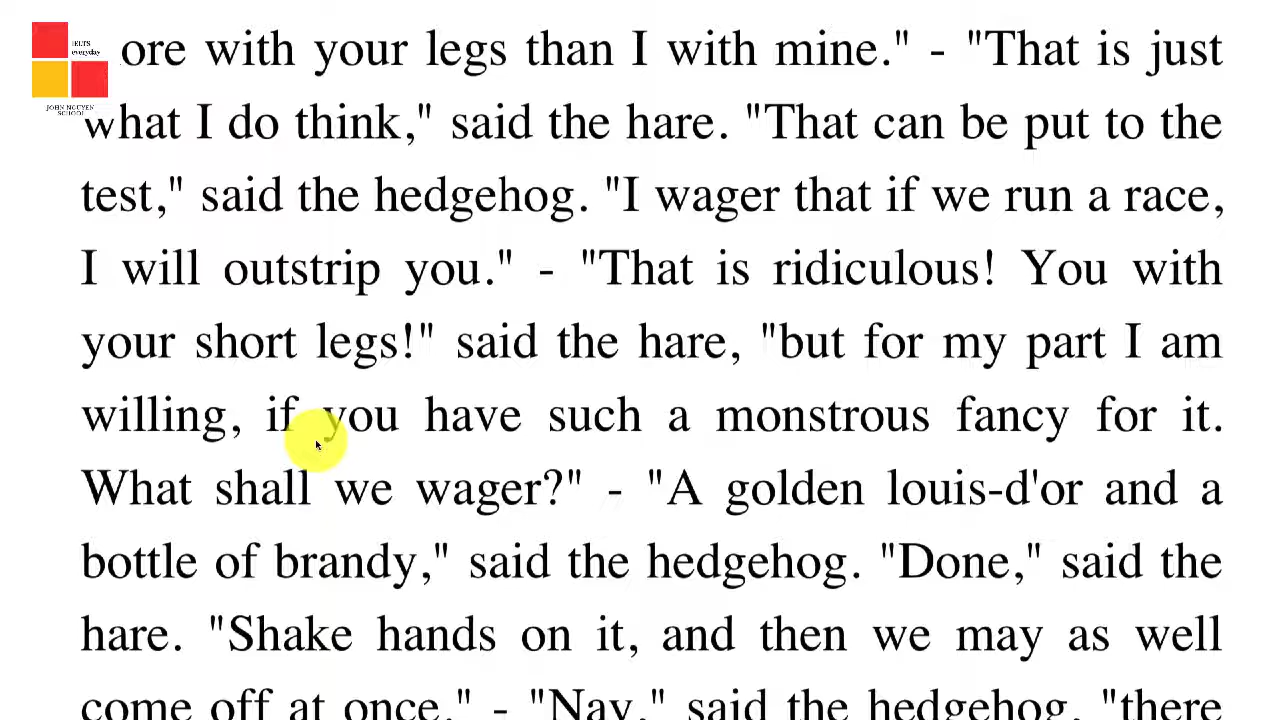 IELTS
everyday
JOHN NGUYEN
SCHOOL
ore with your legs than I with mine." - "That is just
what I do think," said the hare. "That can be put to the
test," said the hedgehog. "I wager that if we run a race,
I will outstrip you." - "That is ridiculous! You with
your short legs!" said the hare, "but for my part I am
willing, if you have such a monstrous fancy for it.
What shall we wager?" - "A golden louis-d'or and a
bottle of brandy," said the hedgehog. "Done," said the
hare. "Shake hands on it, and then we may as well
come off at once." - "Nay," said the hedgehog, "there